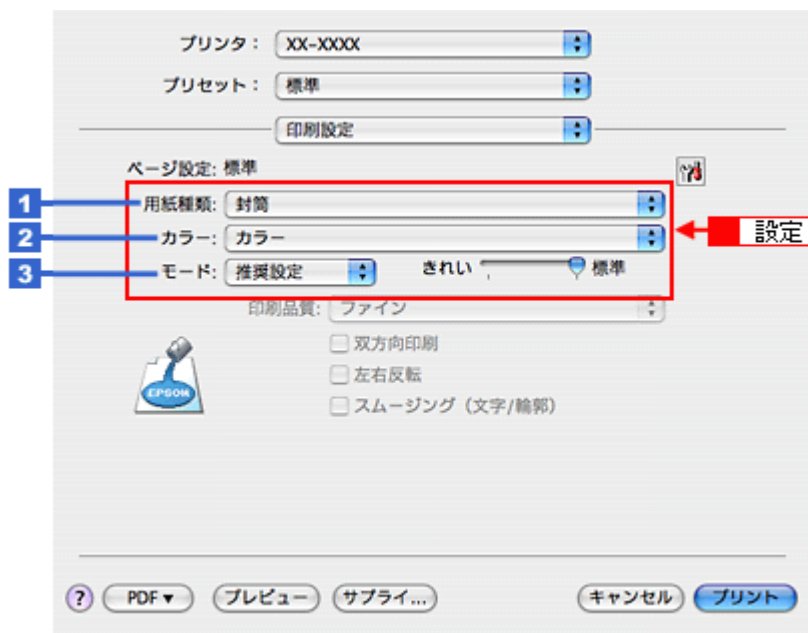 プリンタ： XX-XXXX
プリセット： 標準
印刷設定
ページ設定: 標準
1 用紙種類: 封筒
2 カラー: カラー
設定
3 モード: 推奨設定 きれい 標準
印刷品質: ファイン
双方向印刷
左右反転
スムージング（文字/輪郭）
EPSON
? PDF▼ プレビュー サプライ... キャンセル プリント